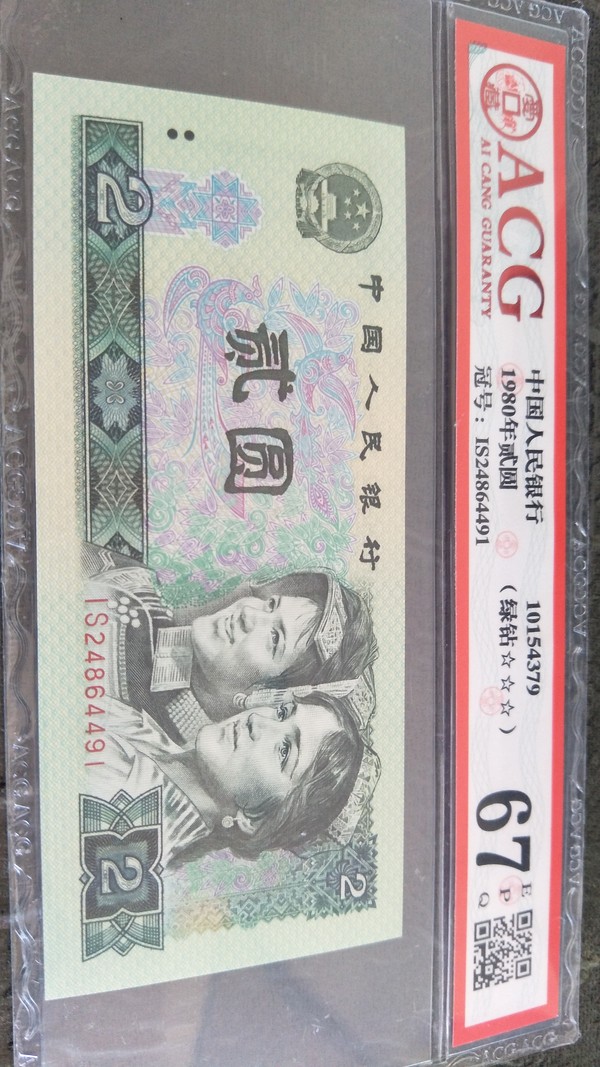 ACG
AI CANG GUARANTY
中国人民银行
1980年贰圆
冠号：IS24864491
10154379
（绿钻☆☆☆）
67
E
P
Q
中国人民银行
贰圆
2
IS24864491
2
2